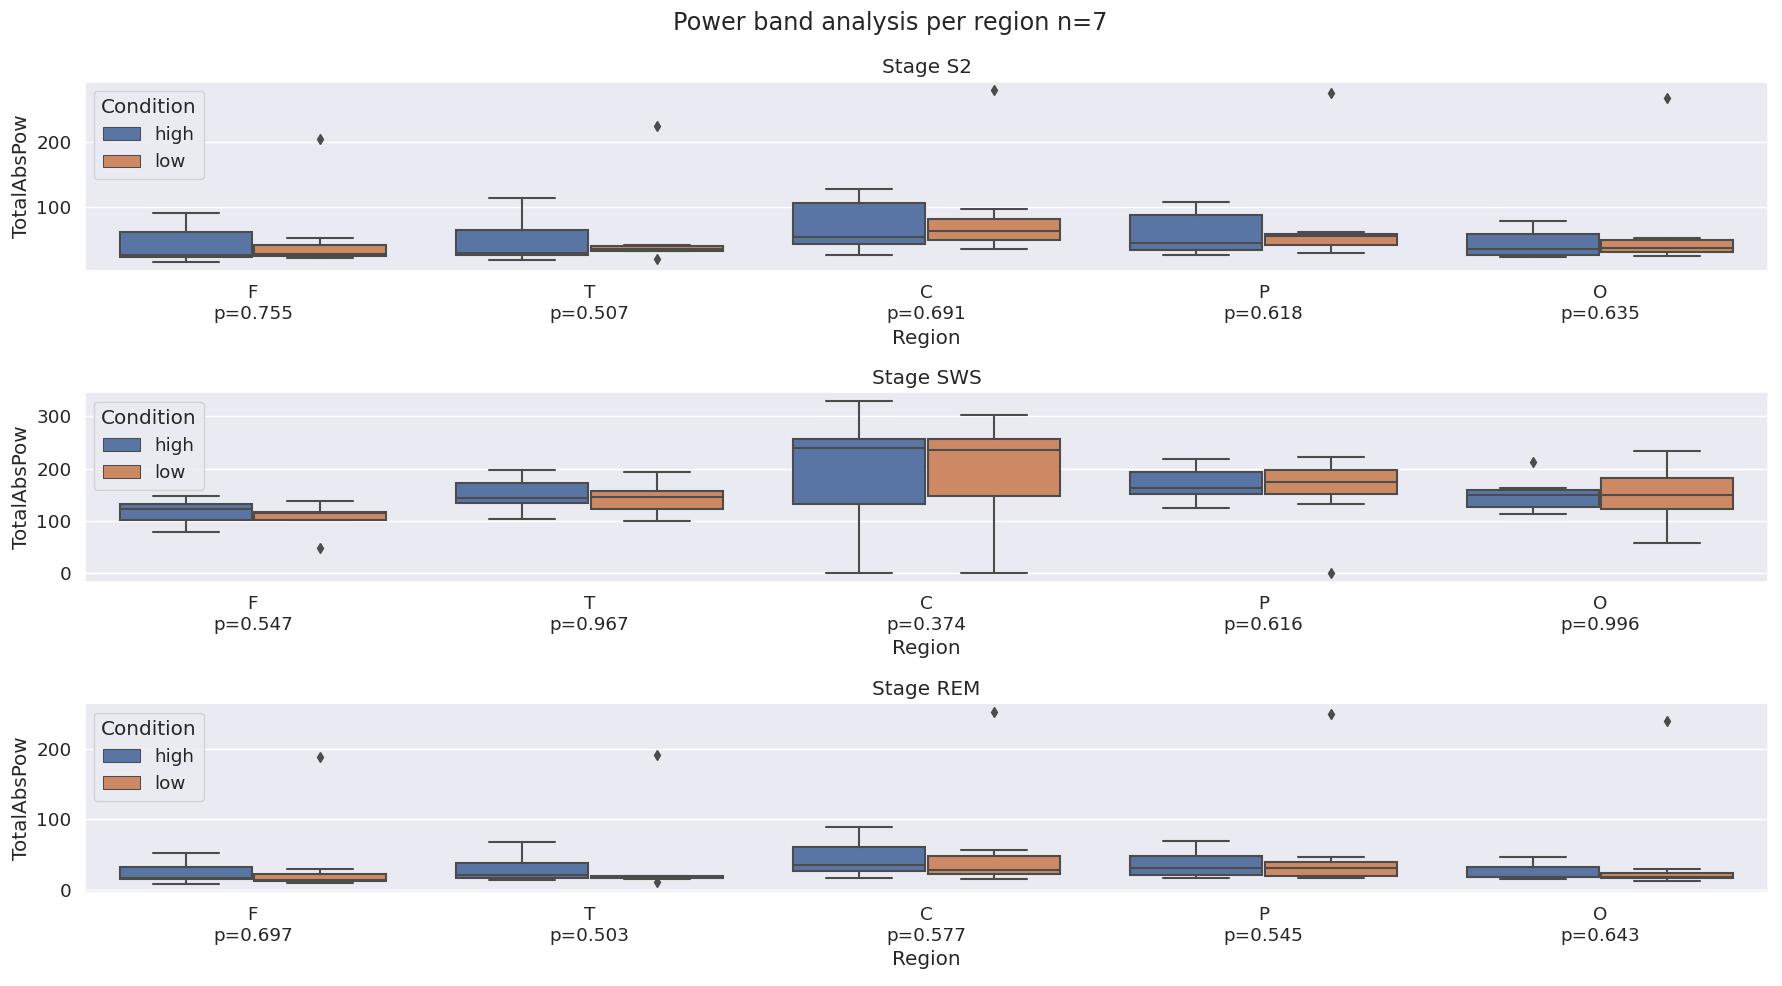 Power band analysis per region n=7
Stage S2
TotalAbsPow
200
100
Condition
high
low
F T C P O
p=0.755 p=0.507 p=0.691 p=0.618 p=0.635
Region
Stage SWS
TotalAbsPow
300
200
100
0
Condition
high
low
F T C P O
p=0.547 p=0.967 p=0.374 p=0.616 p=0.996
Region
Stage REM
TotalAbsPow
200
100
0
Condition
high
low
F T C P O
p=0.697 p=0.503 p=0.577 p=0.545 p=0.643
Region